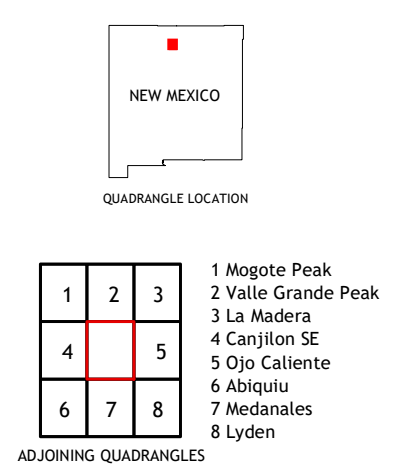 NEW MEXICO
QUADRANGLE LOCATION
1 2 3
4 5
6 7 8
1 Mogote Peak
2 Valle Grande Peak
3 La Madera
4 Canjilon SE
5 Ojo Caliente
6 Abiquiu
7 Medanales
8 Lyden
ADJOINING QUADRANGLES